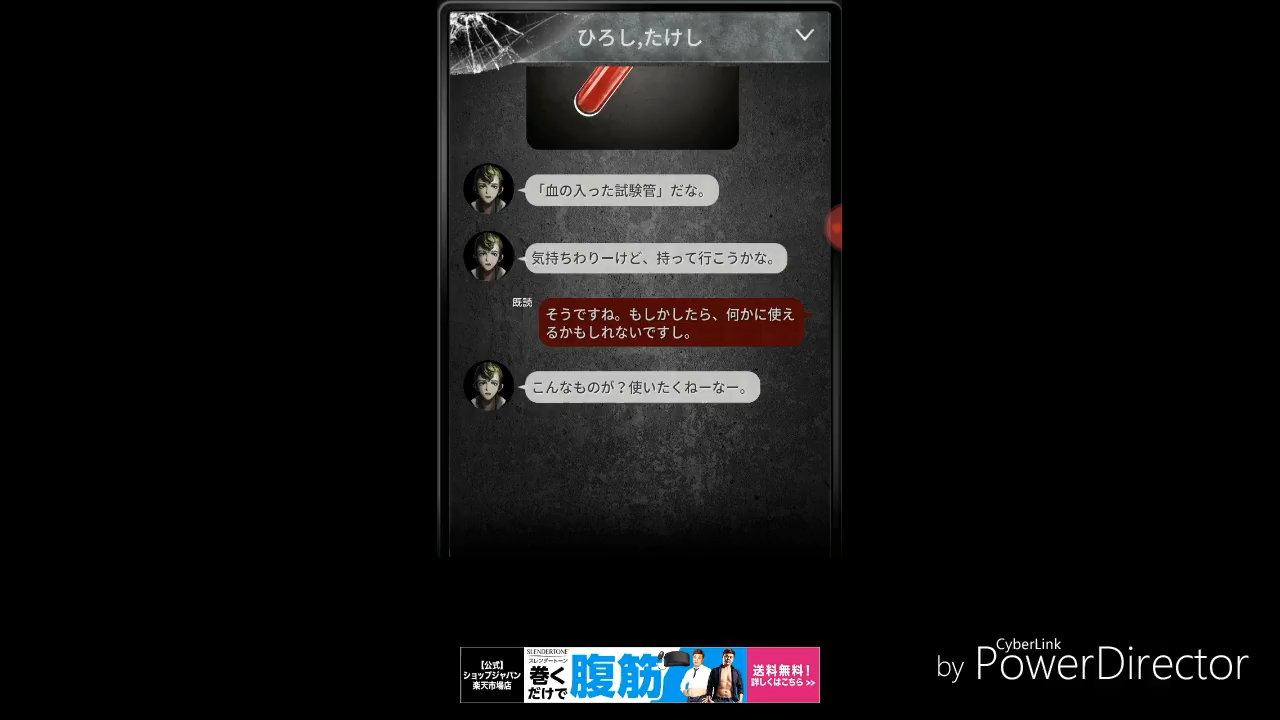 ひろし,たけし
「血の入った試験管」だな。
気持ちわりーけど、持って行こうかな。
既読
そうですね。もしかしたら、何かに使え
るかもしれないですし。
こんなものが？使いたくねーなー。
【公式】
ショップジャパン
楽天市場店
SLENDERTONE
スレンダートーン
巻く
だけで
腹筋
送料無料！
詳しくはこちら >>
CyberLink
by PowerDirector